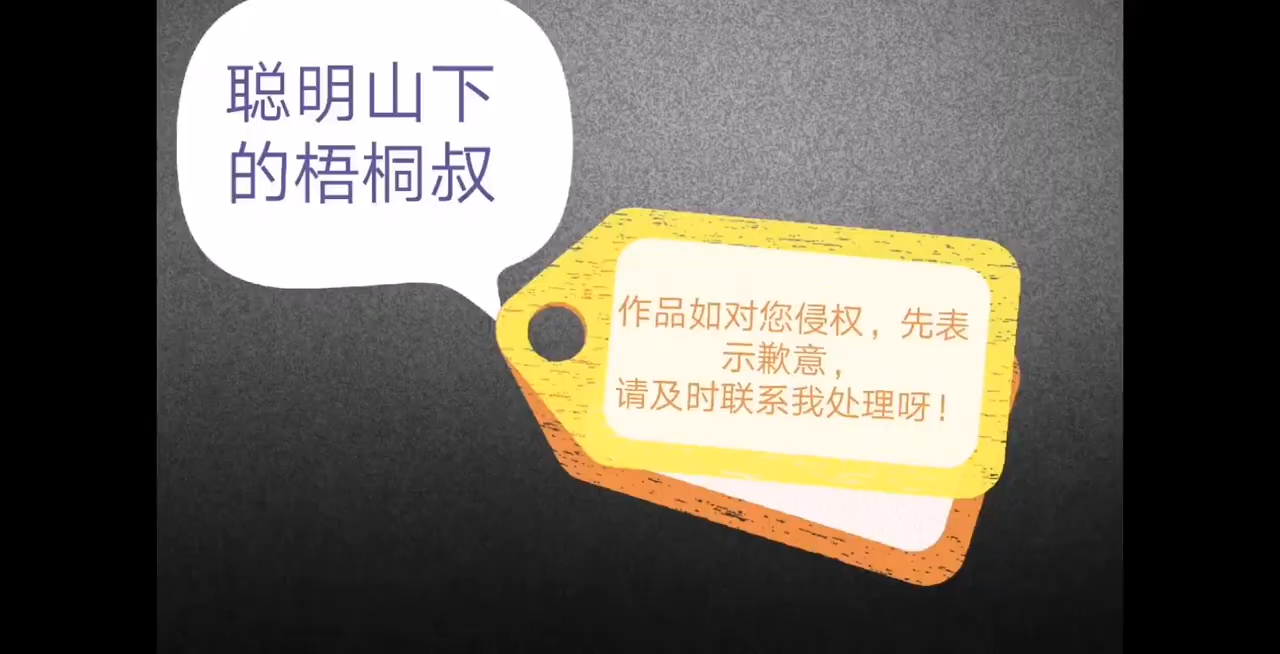 聪明山下
的梧桐叔
作品如对您侵权，先表
示歉意，
请及时联系我处理呀！